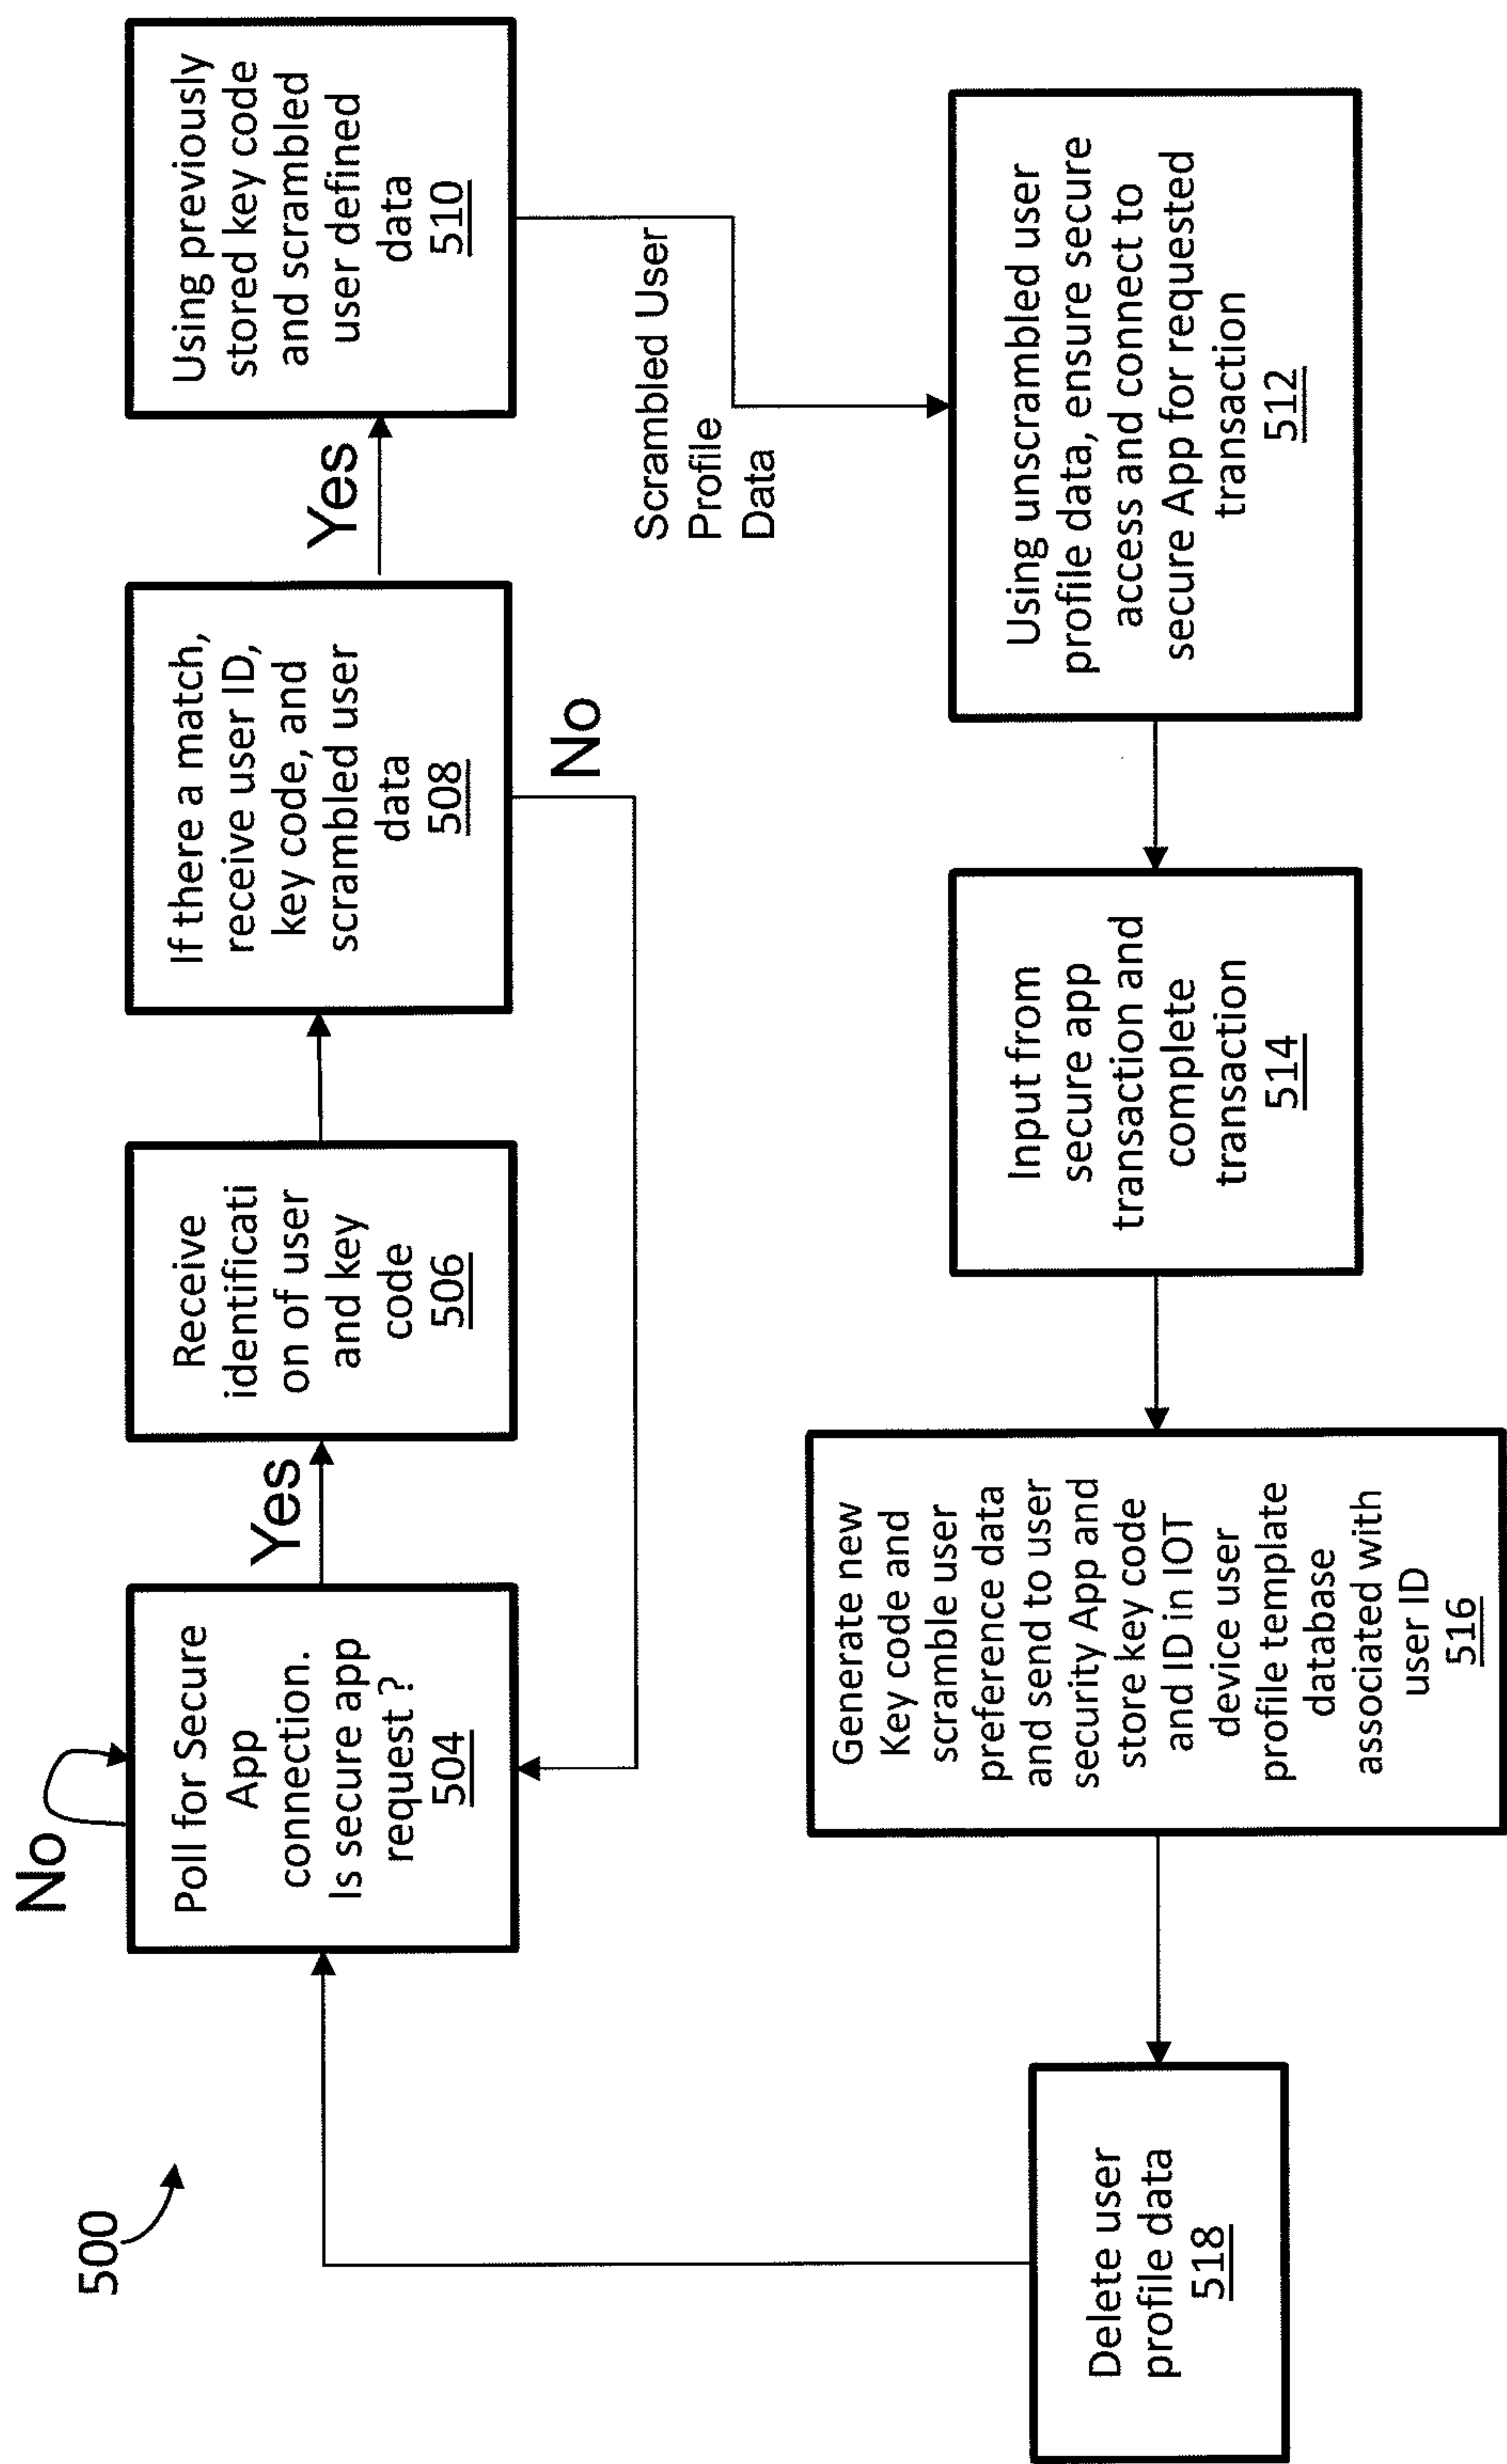 500
No
Poll for Secure
App
connection.
Is secure app
request ?
504
Yes
Receive
identificati
on of user
and key
code
506
If there a match,
receive user ID,
key code, and
scrambled user
data
508
Yes
No
Using previously
stored key code
and scrambled
user defined
data
510
Scrambled User
Profile
Data
Using unscrambled user
profile data, ensure secure
access and connect to
secure App for requested
transaction
512
Input from
secure app
transaction and
complete
transaction
514
Generate new
Key code and
scramble user
preference data
and send to user
security App and
store key code
and ID in IOT
device user
profile template
database
associated with
user ID
516
Delete user
profile data
518